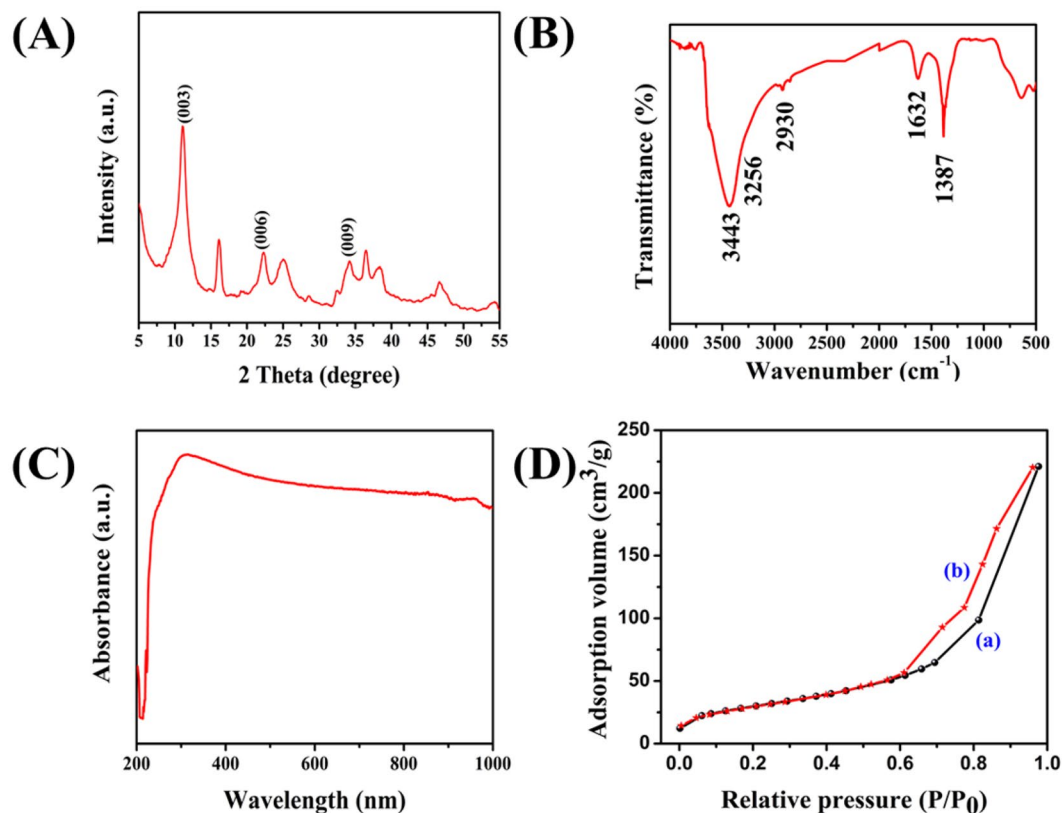 (A)
(003)
(006)
(009)
Intensity (a.u.)
5 10 15 20 25 30 35 40 45 50 55
2 Theta (degree)
(B)
Transmittance (%)
3443
3256
2930
1632
1387
4000 3500 3000 2500 2000 1500 1000 500
Wavenumber (cm⁻¹)
(C)
Absorbance (a.u.)
200 400 600 800 1000
Wavelength (nm)
(D)
Adsorption volume (cm³/g)
250
200
150
100
50
0
(b)
(a)
0.0 0.2 0.4 0.6 0.8 1.0
Relative pressure (P/P₀)